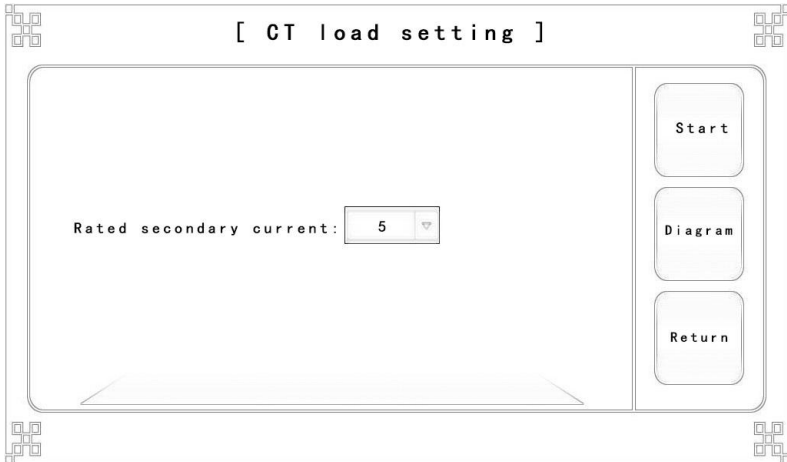 [ CT load setting ]
Rated secondary current: 5
Start
Diagram
Return